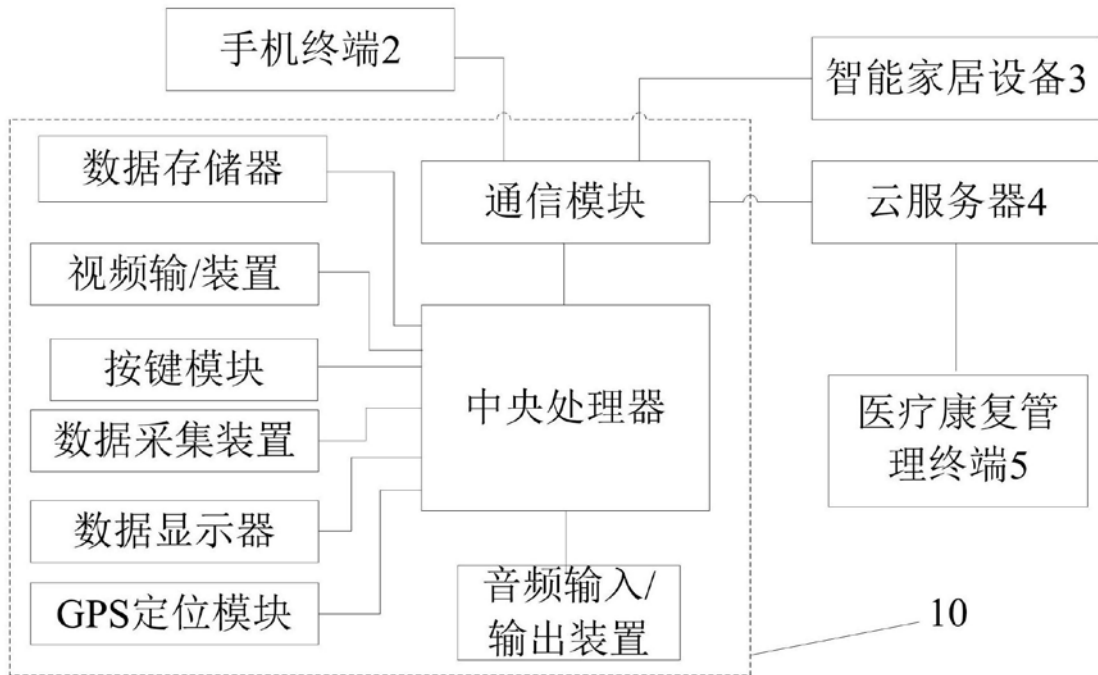 手机终端2
智能家居设备3
数据存储器
通信模块
云服务器4
视频输/装置
按键模块
中央处理器
数据采集装置
医疗康复管
理终端5
数据显示器
GPS定位模块
音频输入/
输出装置
10